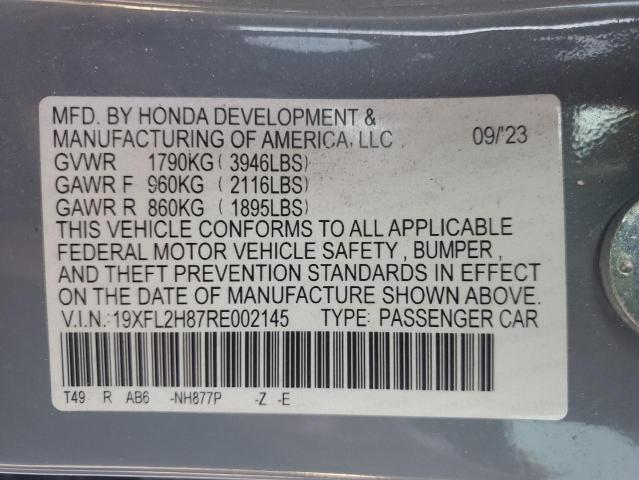 MFD. BY HONDA DEVELOPMENT &
MANUFACTURING OF AMERICA, LLC 09/'23
GVWR 1790KG ( 3946LBS)
GAWR F 960KG ( 2116LBS)
GAWR R 860KG ( 1895LBS)
THIS VEHICLE CONFORMS TO ALL APPLICABLE
FEDERAL MOTOR VEHICLE SAFETY , BUMPER ,
AND THEFT PREVENTION STANDARDS IN EFFECT
ON THE DATE OF MANUFACTURE SHOWN ABOVE.
V.I.N.:19XFL2H87RE002145 TYPE: PASSENGER CAR
T49 R AB6 -NH877P -Z -E